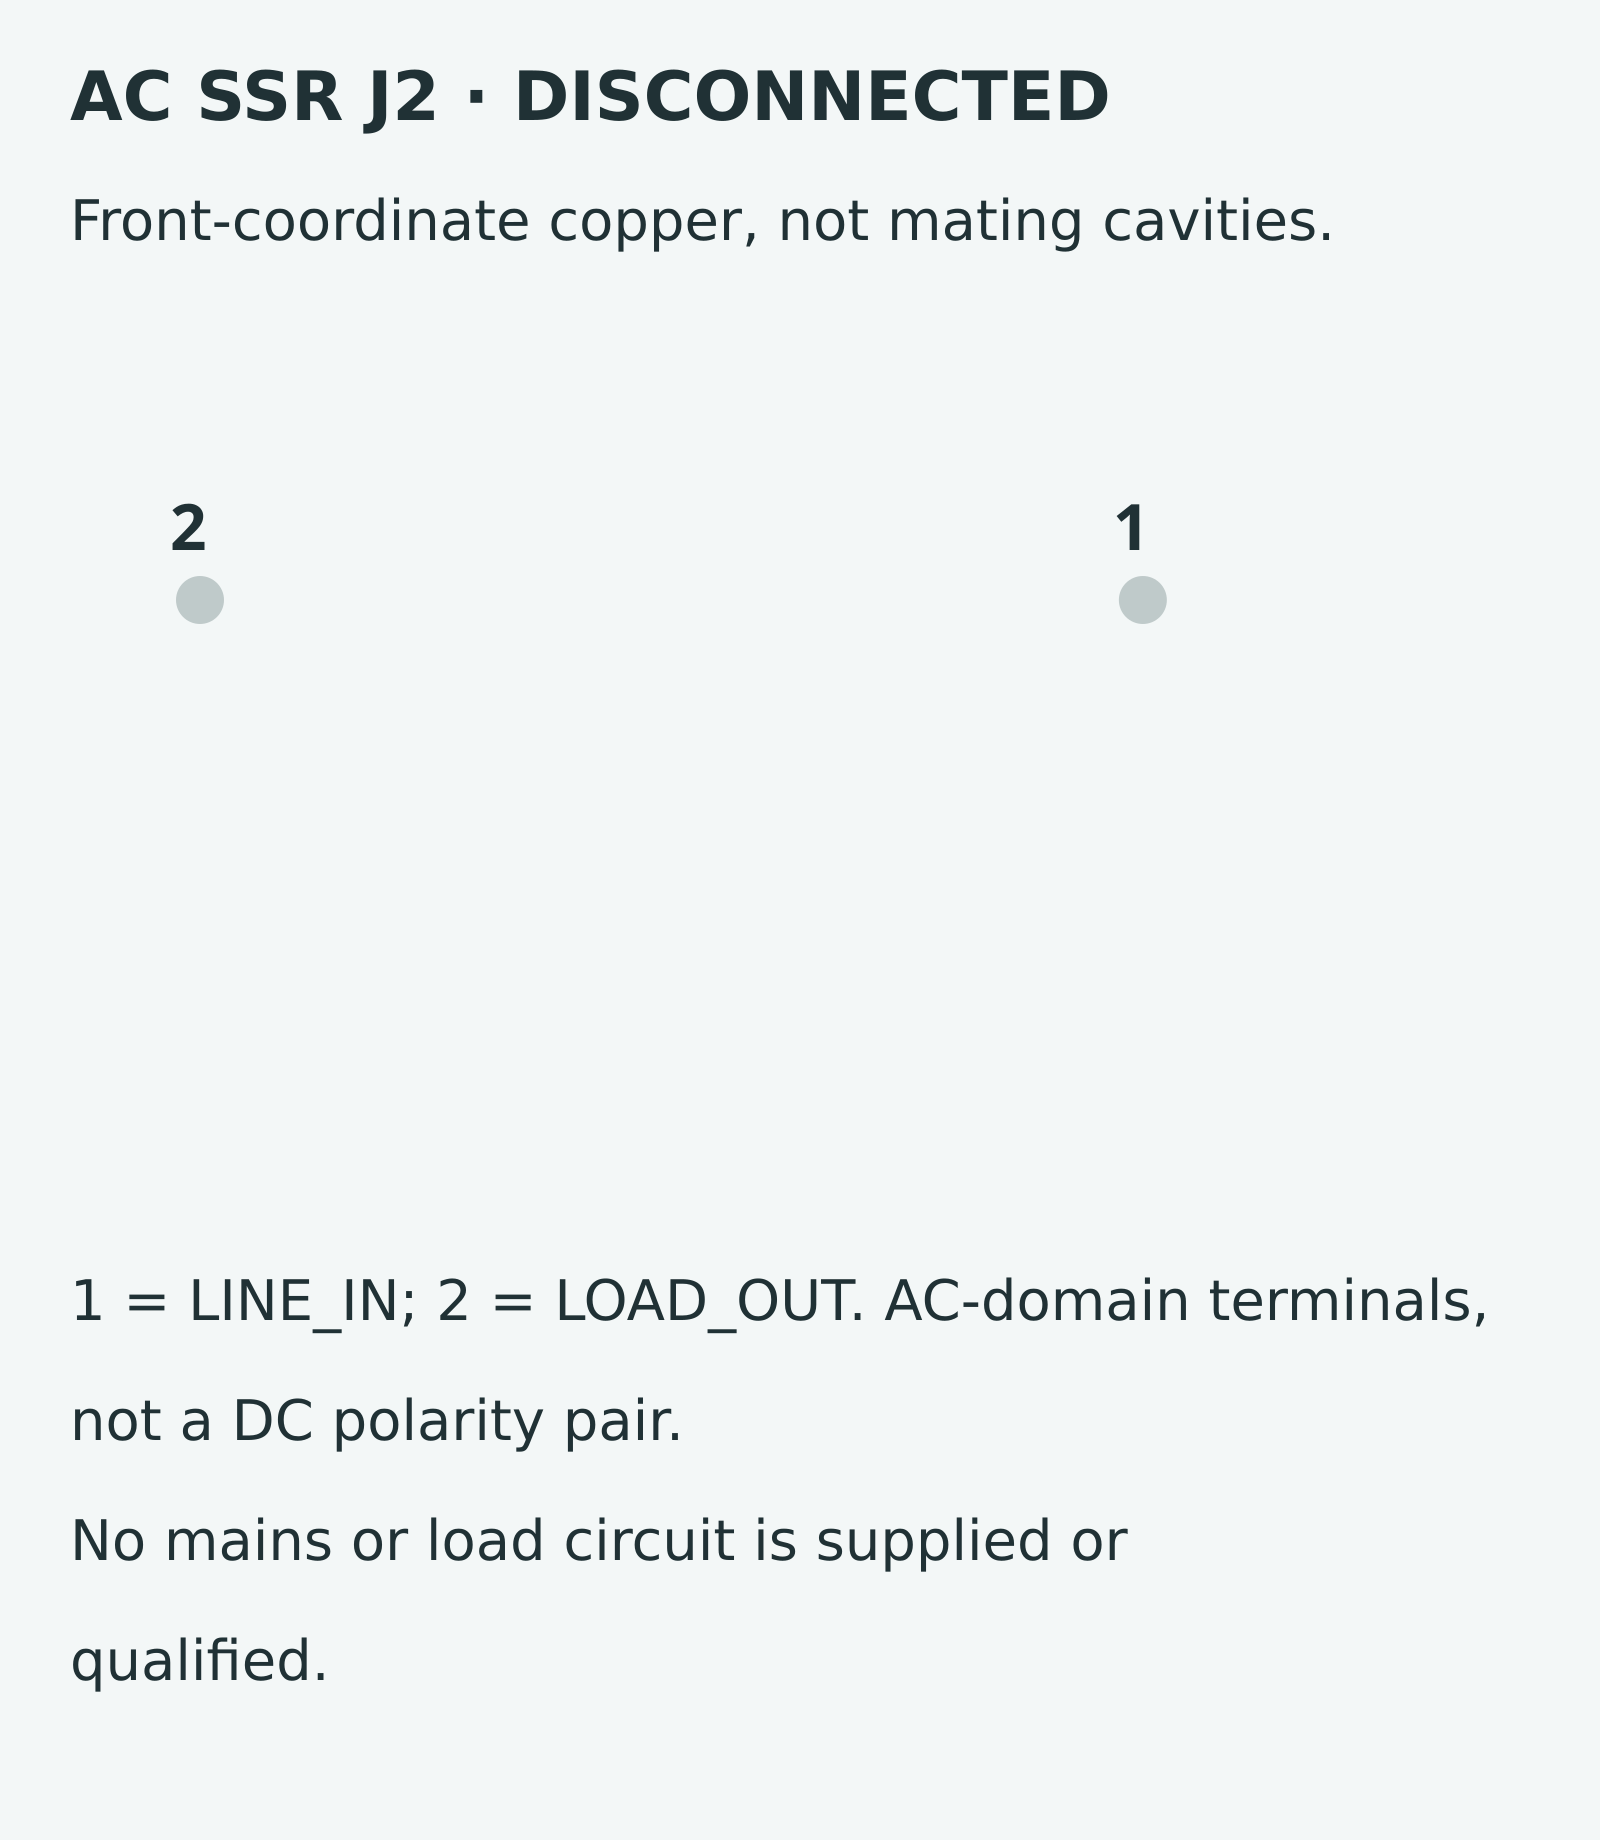 AC SSR J2 · DISCONNECTED
Front-coordinate copper, not mating cavities.
2 1
1 = LINE_IN; 2 = LOAD_OUT. AC-domain terminals,
not a DC polarity pair.
No mains or load circuit is supplied or
qualified.